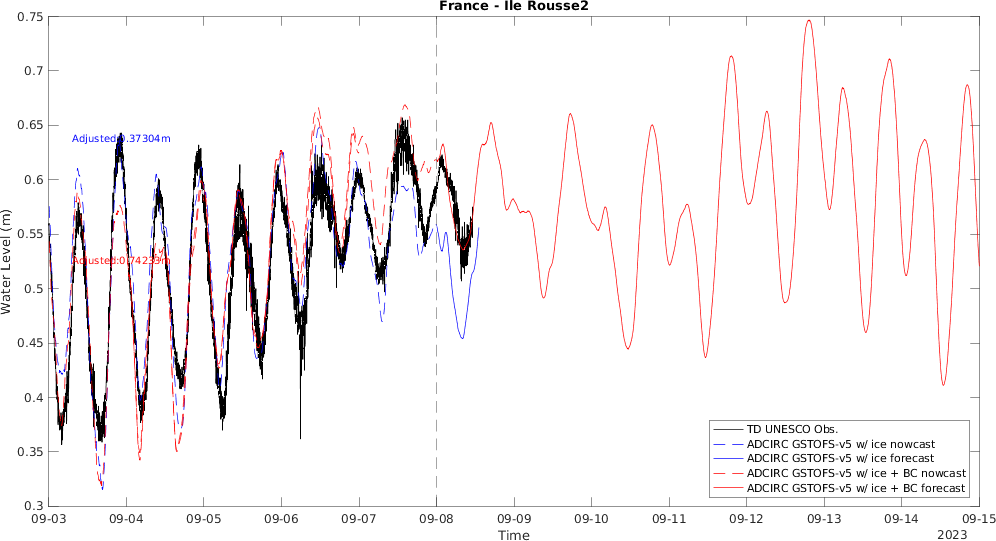 France - Ile Rousse2
0.75
0.7
0.65
0.6
0.55
0.5
0.45
0.4
0.35
0.3
Water Level (m)
Adjusted:0.37304m
TD UNESCO Obs.
ADCIRC GSTOFS-v5 w/ ice nowcast
ADCIRC GSTOFS-v5 w/ ice forecast
ADCIRC GSTOFS-v5 w/ ice + BC nowcast
ADCIRC GSTOFS-v5 w/ ice + BC forecast
09-03 09-04 09-05 09-06 09-07 09-08 09-09 09-10 09-11 09-12 09-13 09-14 09-15
Time
2023